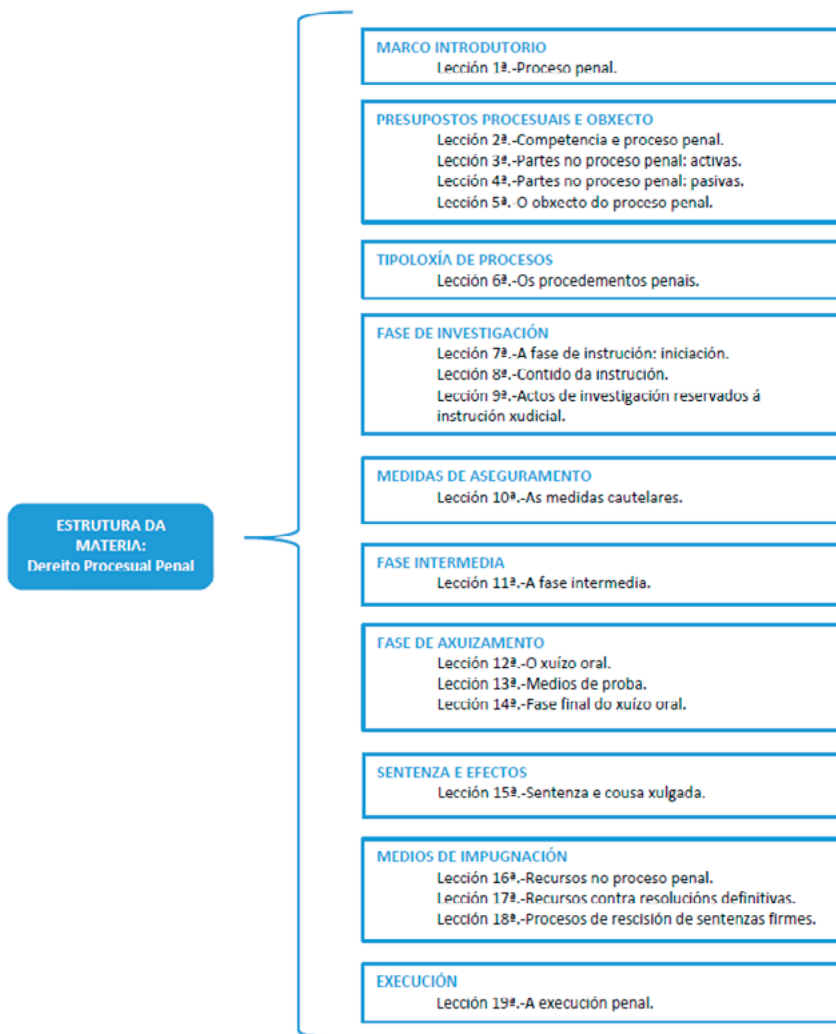 MARCO INTRODUTORIO
Lección 1ª.-Proceso penal.
PRESUPOSTOS PROCESUAIS E OBXECTO
Lección 2ª.-Competencia e proceso penal.
Lección 3ª.-Partes no proceso penal: activas.
Lección 4ª.-Partes no proceso penal: pasivas.
Lección 5ª.-O obxecto do proceso penal.
TIPOLOXÍA DE PROCESOS
Lección 6ª.-Os procedementos penais.
FASE DE INVESTIGACIÓN
Lección 7ª.-A fase de instrución: iniciación.
Lección 8ª.-Contido da instrución.
Lección 9ª.-Actos de investigación reservados á
instrución xudicial.
MEDIDAS DE ASEGURAMENTO
Lección 10ª.-As medidas cautelares.
ESTRUTURA DA
MATERIA:
Dereito Procesual Penal
FASE INTERMEDIA
Lección 11ª.-A fase intermedia.
FASE DE AXUIZAMENTO
Lección 12ª.-O xuízo oral.
Lección 13ª.-Medios de proba.
Lección 14ª.-Fase final do xuízo oral.
SENTENZA E EFECTOS
Lección 15ª.-Sentenza e cousa xulgada.
MEDIOS DE IMPUGNACIÓN
Lección 16ª.-Recursos no proceso penal.
Lección 17ª.-Recursos contra resolucións definitivas.
Lección 18ª.-Procesos de rescisión de sentenzas firmes.
EXECUCIÓN
Lección 19ª.-A execución penal.